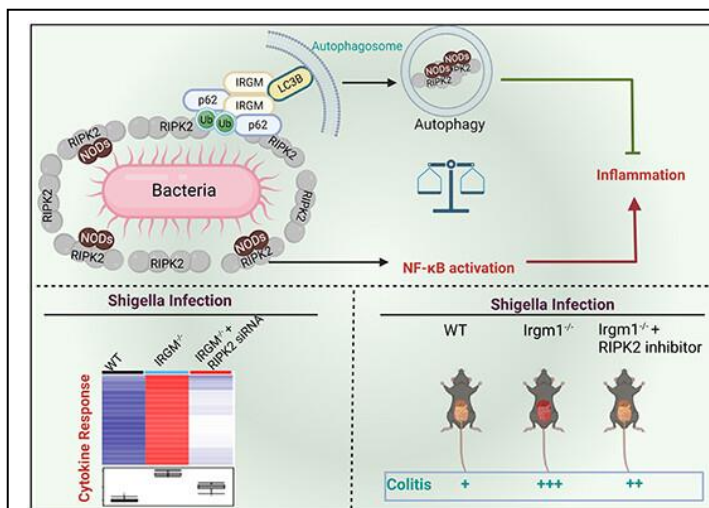 Autophagosome
IRGM
LC3B
p62
IRGM
Ub
Ub
p62
RIPK2
RIPK2
RIPK2
NODs
Bacteria
RIPK2
RIPK2
NODs
RIPK2
RIPK2
NODs
RIPK2
NODs
NODs
RIPK2
RIPK2
Autophagy
Inflammation
NF-κB activation
Shigella Infection
WT
IRGM-/-
IRGM-/- +
RIPK2 siRNA
Cytokine Response
Shigella Infection
WT
Irgm1-/-
Irgm1-/- +
RIPK2 inhibitor
Colitis + +++ ++